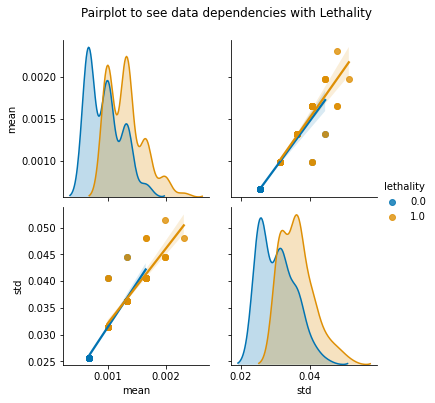 Pairplot to see data dependencies with Lethality
0.0020
0.0015
0.0010
mean
lethality
0.0
1.0
0.050
0.045
0.040
0.035
0.030
0.025
std
0.001 0.002
mean
0.02 0.04
std